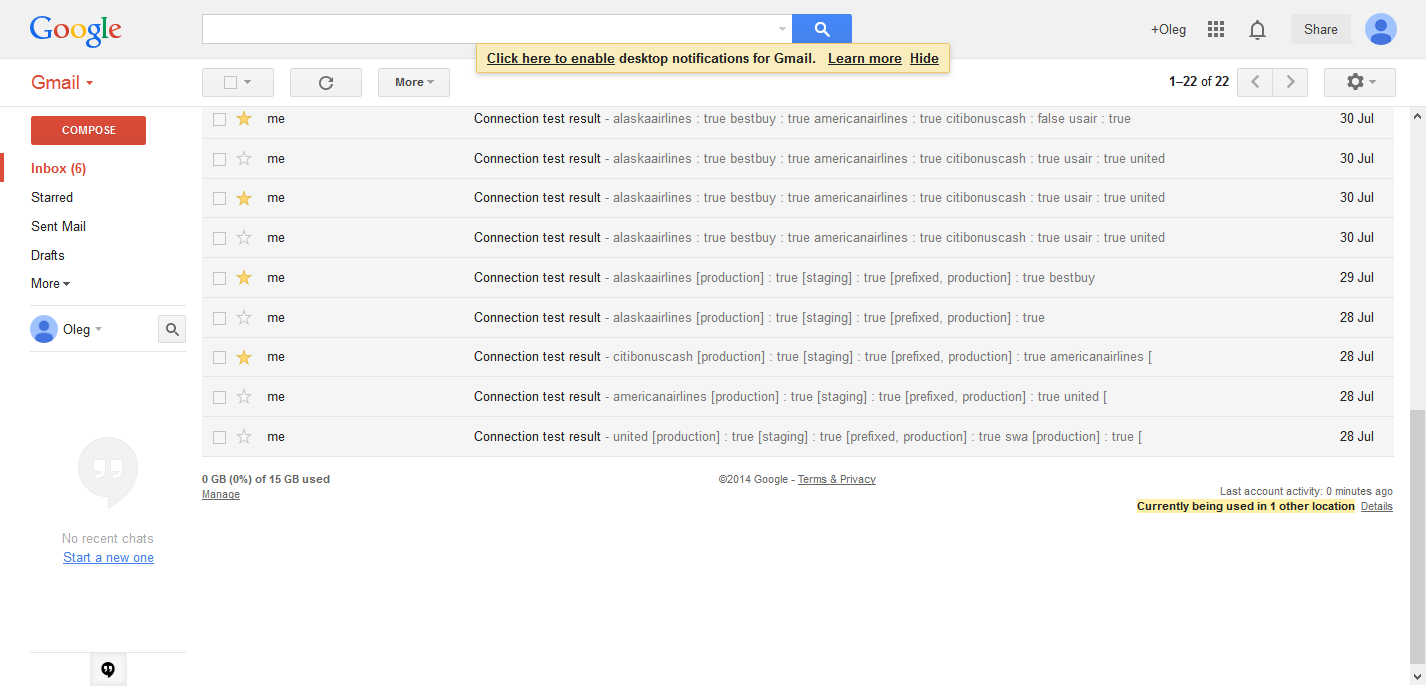 Google
+Oleg
Share
Click here to enable desktop notifications for Gmail. Learn more Hide
Gmail
More
1–22 of 22
COMPOSE
Inbox (6)
Starred
Sent Mail
Drafts
More
Oleg
No recent chats
Start a new one
me Connection test result - alaskaairlines : true bestbuy : true americanairlines : true citibonuscash : false usair : true 30 Jul
me Connection test result - alaskaairlines : true bestbuy : true americanairlines : true citibonuscash : true usair : true united 30 Jul
me Connection test result - alaskaairlines : true bestbuy : true americanairlines : true citibonuscash : true usair : true united 30 Jul
me Connection test result - alaskaairlines : true bestbuy : true americanairlines : true citibonuscash : true usair : true united 30 Jul
me Connection test result - alaskaairlines [production] : true [staging] : true [prefixed, production] : true bestbuy 29 Jul
me Connection test result - alaskaairlines [production] : true [staging] : true [prefixed, production] : true 28 Jul
me Connection test result - citibonuscash [production] : true [staging] : true [prefixed, production] : true americanairlines [ 28 Jul
me Connection test result - americanairlines [production] : true [staging] : true [prefixed, production] : true united [ 28 Jul
me Connection test result - united [production] : true [staging] : true [prefixed, production] : true swa [production] : true [ 28 Jul
0 GB (0%) of 15 GB used
Manage
©2014 Google - Terms & Privacy
Last account activity: 0 minutes ago
Currently being used in 1 other location Details